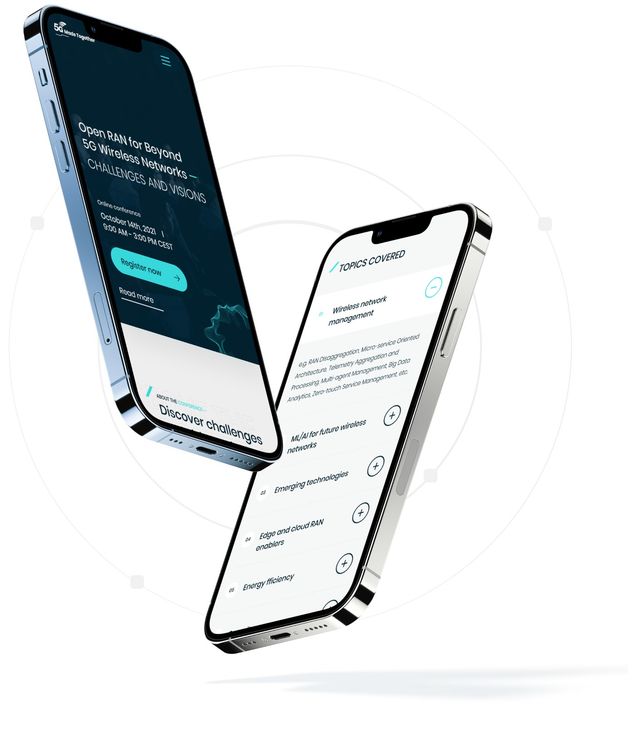 5G Made Together
Open RAN for Beyond
5G Wireless Networks —
CHALLENGES AND VISIONS
Online conference
October 14th, 2021 |
9:00 AM - 3:00 PM CEST
Register now →
Read more
ABOUT THE CONFERENCE
Discover challenges
TOPICS COVERED
Wireless network
management
e.g. RAN Disaggregation, Micro-service Oriented
Architecture, Telemetry Aggregation and
Processing, Multi-agent Management, Big Data
Analytics, Zero-touch Service Management, etc.
ML/AI for future wireless
networks
03 Emerging technologies
04 Edge and cloud RAN
enablers
05 Energy fficiency